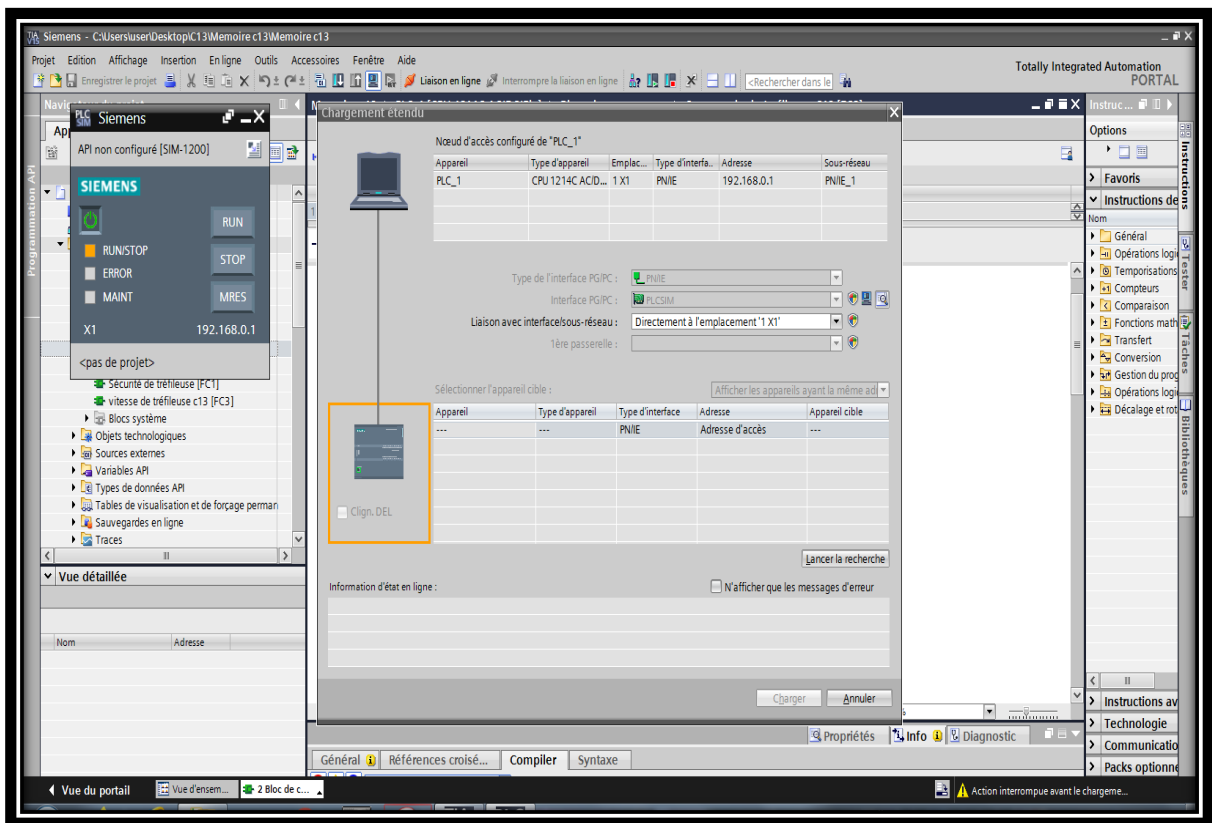 Siemens - C:\Users\user\Desktop\C13\Memoire c13\Memoire c13
Projet Edition Affichage Insertion En ligne Outils Accessoires Fenêtre Aide
Totally Integrated Automation
PORTAL
Enregistrer le projet
Liaison en ligne
Interrompre la liaison en ligne
<Rechercher dans le
PLC SIM Siemens
API non configuré [SIM-1200]
SIEMENS
RUN
RUN/STOP
STOP
ERROR
MAINT
MRES
X1 192.168.0.1
<pas de projet>
Programmation API
Sécurité de tréfileuse [FC1]
vitesse de tréfileuse c13 [FC3]
Blocs système
Objets technologiques
Sources externes
Variables API
Types de données API
Tables de visualisation et de forçage perman
Sauvegardes en ligne
Traces
Vue détaillée
Nom Adresse
Chargement étendu
Nœud d'accès configuré de "PLC_1"
Appareil Type d'appareil Emplac... Type d'interfa.. Adresse Sous-réseau
PLC_1 CPU 1214C AC/D... 1 X1 PN/IE 192.168.0.1 PN/IE_1
Type de l'interface PG/PC : PN/IE
Interface PG/PC : PLCSIM
Liaison avec interface/sous-réseau : Directement à l'emplacement '1 X1'
1ère passerelle :
Sélectionner l'appareil cible : Afficher les appareils ayant la même ad
Appareil Type d'appareil Type d'interface Adresse Appareil cible
--- --- PN/IE Adresse d'accès ---
Clign. DEL
Lancer la recherche
Information d'état en ligne : N'afficher que les messages d'erreur
Charger Annuler
Propriétés Info Diagnostic
Général Références croisé... Compiler Syntaxe
Instruc...
Options
Favoris
Instructions de
Nom
Général
Opérations logi
Temporisations
Compteurs
Comparaison
Fonctions math
Transfert
Conversion
Gestion du prog
Opérations logi
Décalage et rot
Instructions av
Technologie
Communicatio
Packs optionne
Instructions
Tester
Tâches
Bibliothèques
Vue du portail Vue d'ensem... 2 Bloc de c...
Action interrompue avant le chargeme...